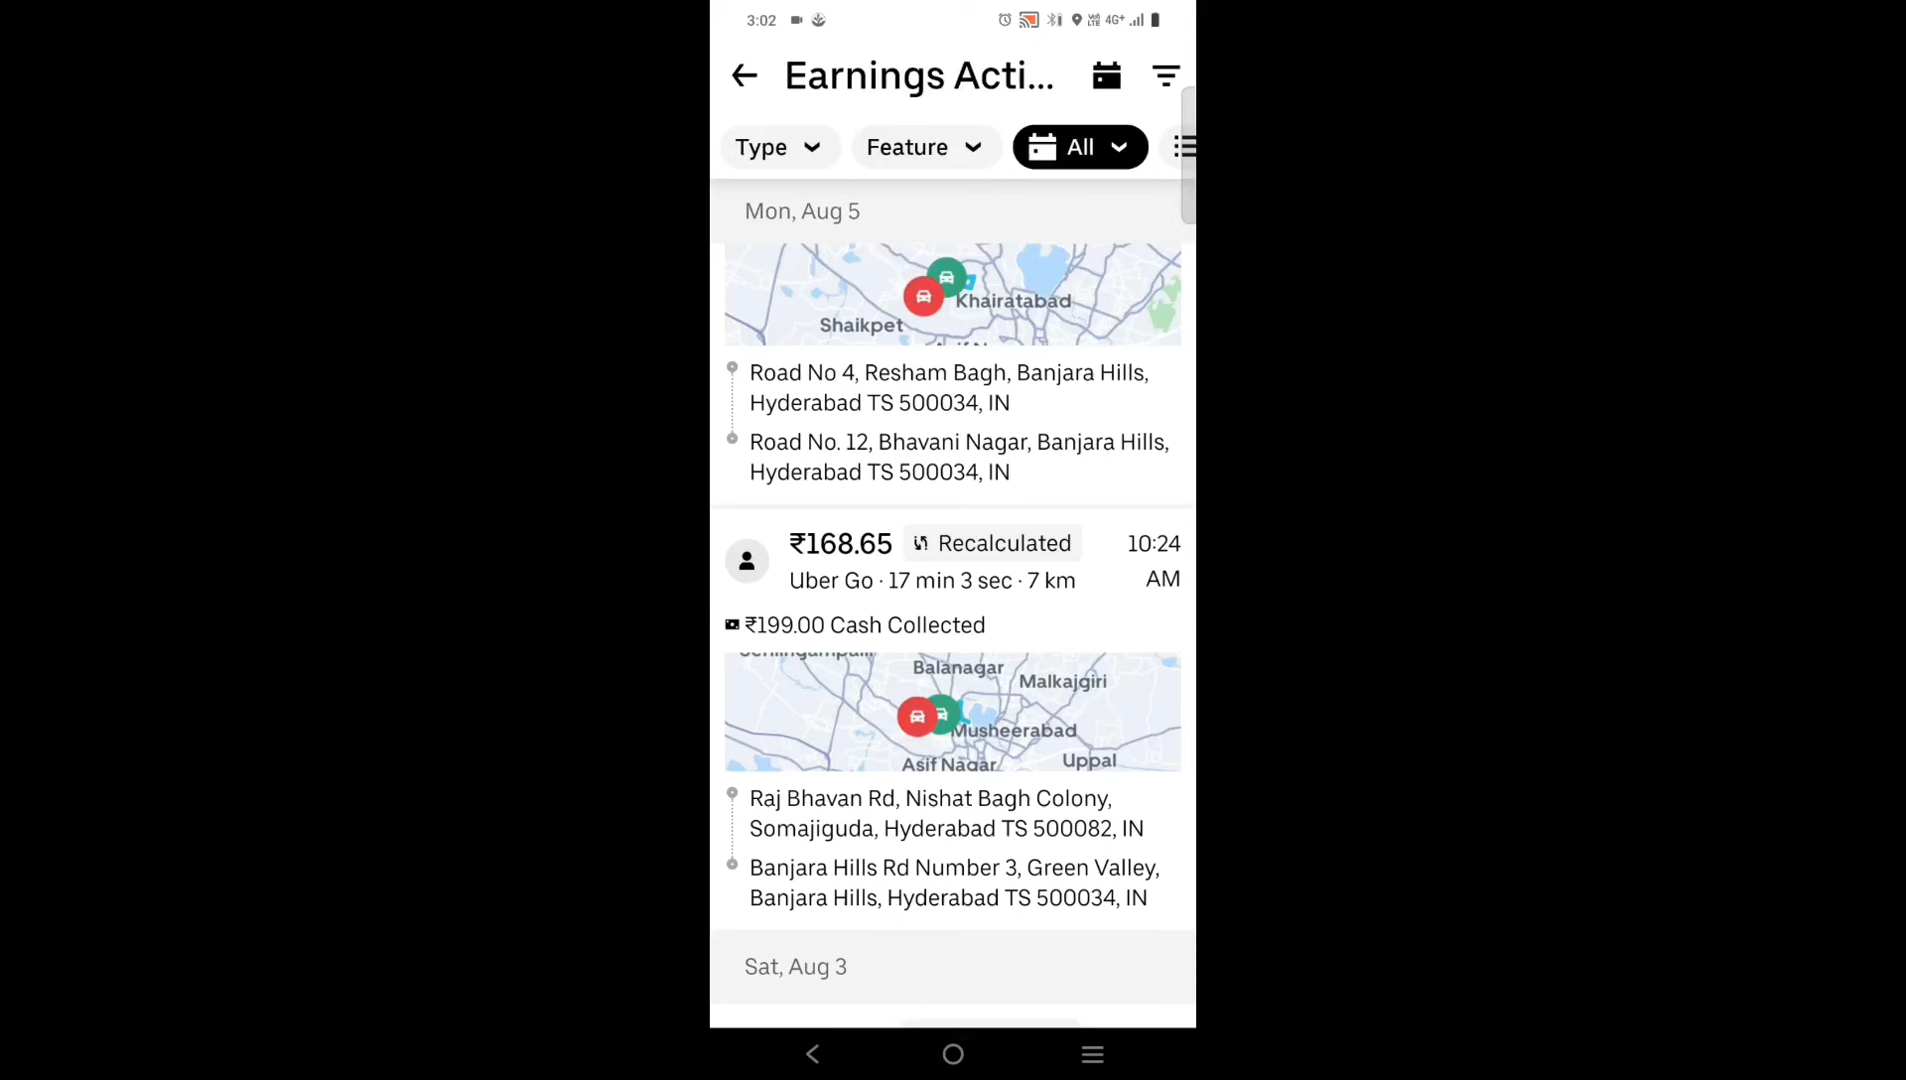 3:02
4G+
Earnings Acti...
Type
Feature
All
Mon, Aug 5
Khairatabad
Shaikpet
Road No 4, Resham Bagh, Banjara Hills,
Hyderabad TS 500034, IN
Road No. 12, Bhavani Nagar, Banjara Hills,
Hyderabad TS 500034, IN
₹168.65 Recalculated 10:24
Uber Go · 17 min 3 sec · 7 km AM
₹199.00 Cash Collected
Balanagar
Malkajgiri
Musheerabad
Asif Nagar
Uppal
Raj Bhavan Rd, Nishat Bagh Colony,
Somajiguda, Hyderabad TS 500082, IN
Banjara Hills Rd Number 3, Green Valley,
Banjara Hills, Hyderabad TS 500034, IN
Sat, Aug 3